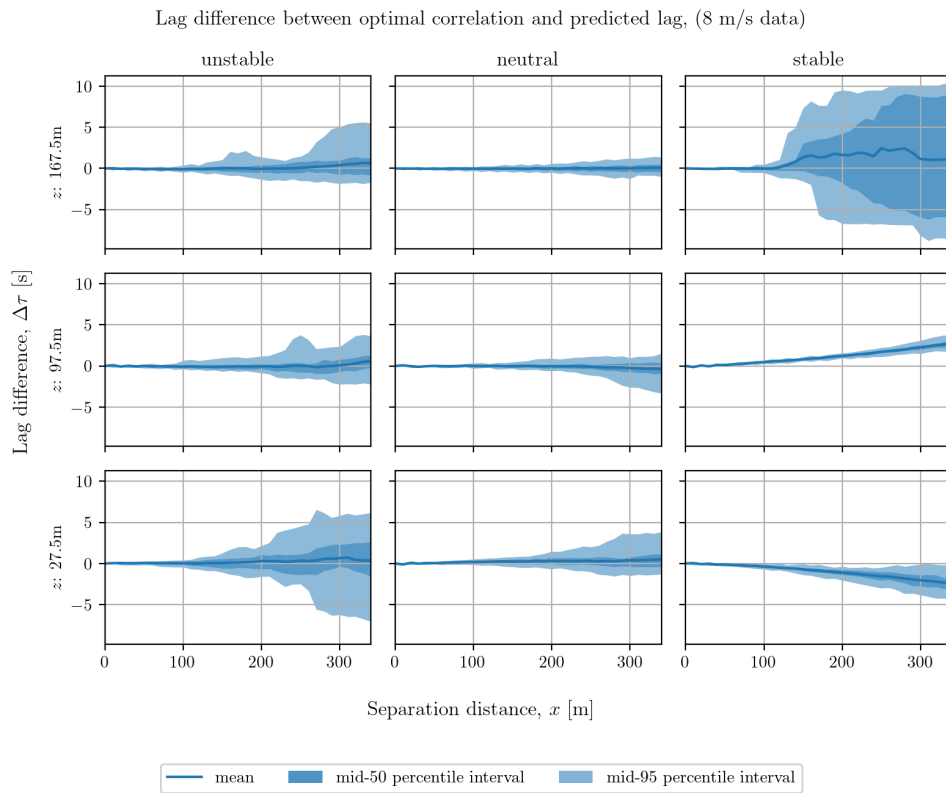 Lag difference between optimal correlation and predicted lag, (8 m/s data)
unstable neutral stable
10
5
0
−5
z: 167.5m
10
5
0
−5
z: 97.5m
10
5
0
−5
z: 27.5m
Lag difference, Δτ [s]
0 100 200 300 0 100 200 300 0 100 200 300
Separation distance, x [m]
mean mid-50 percentile interval mid-95 percentile interval